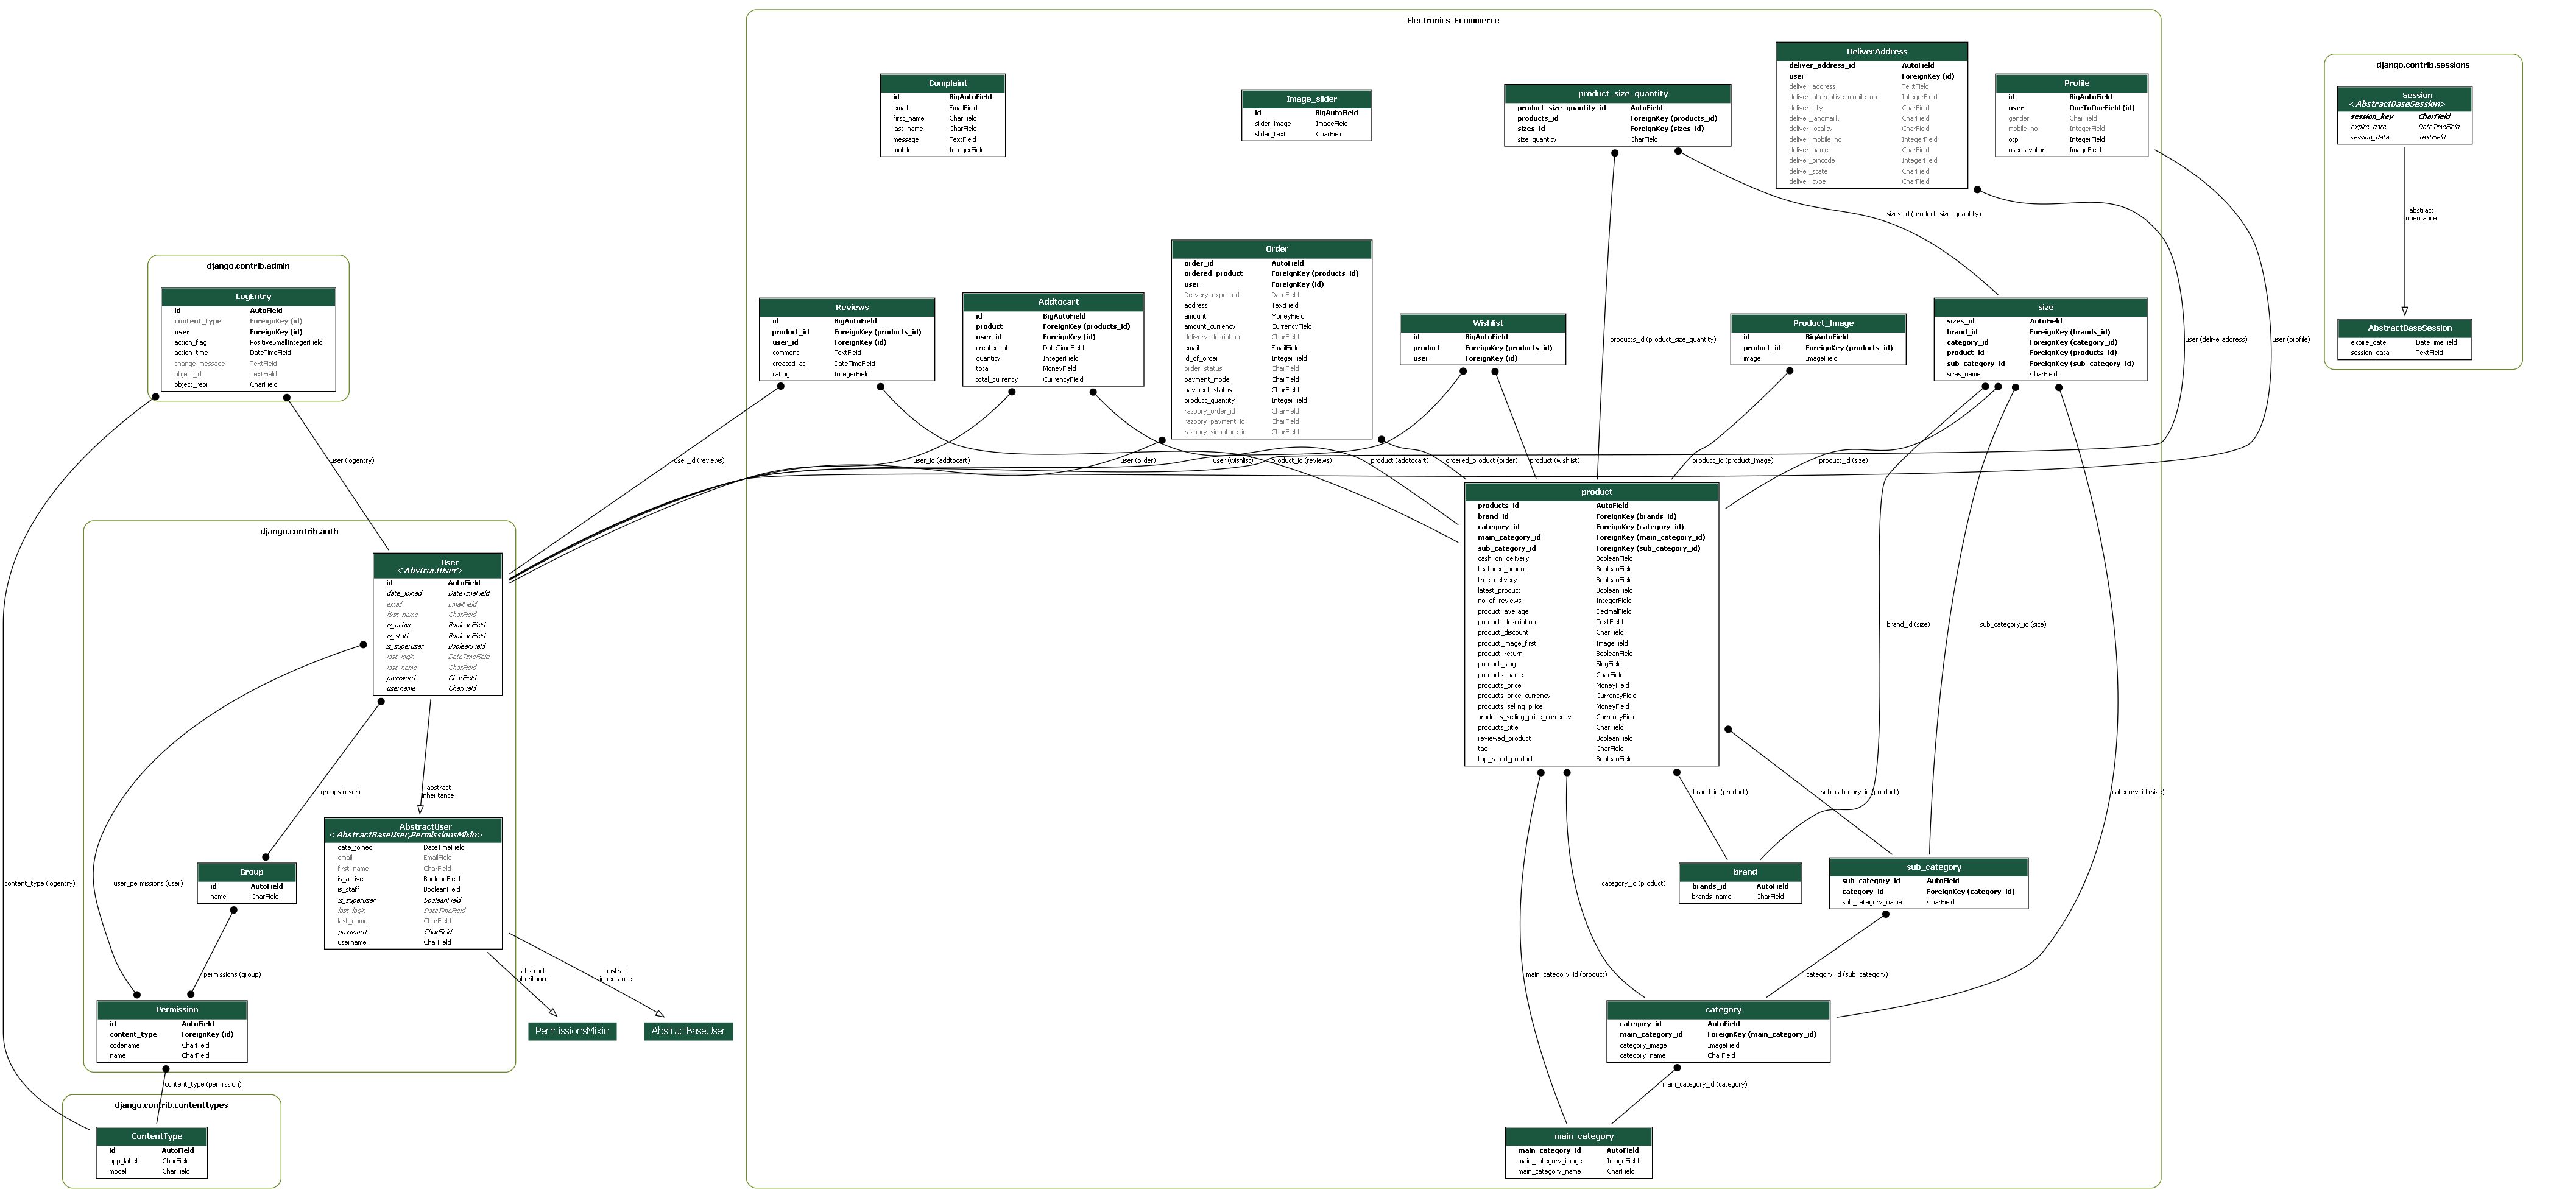 Electronics_Ecommerce
Complaint
id BigAutoField
email EmailField
first_name CharField
last_name CharField
message TextField
mobile IntegerField
Image_slider
id BigAutoField
slider_image ImageField
slider_text CharField
product_size_quantity
product_size_quantity_id AutoField
products_id ForeignKey (products_id)
sizes_id ForeignKey (sizes_id)
size_quantity CharField
DeliverAddress
deliver_address_id AutoField
user ForeignKey (id)
deliver_address TextField
deliver_alternative_mobile_no IntegerField
deliver_city CharField
deliver_landmark CharField
deliver_locality CharField
deliver_mobile_no IntegerField
deliver_name CharField
deliver_pincode IntegerField
deliver_state CharField
deliver_type CharField
Profile
id BigAutoField
user OneToOneField (id)
gender CharField
mobile_no IntegerField
otp IntegerField
user_avatar ImageField
django.contrib.sessions
Session
<AbstractBaseSession>
session_key CharField
expire_date DateTimeField
session_data TextField
abstract
inheritance
AbstractBaseSession
expire_date DateTimeField
session_data TextField
sizes_id (product_size_quantity)
django.contrib.admin
LogEntry
id AutoField
content_type ForeignKey (id)
user ForeignKey (id)
action_flag PositiveSmallIntegerField
action_time DateTimeField
change_message TextField
object_id TextField
object_repr CharField
Reviews
id BigAutoField
product_id ForeignKey (products_id)
user_id ForeignKey (id)
comment TextField
created_at DateTimeField
rating IntegerField
Addtocart
id BigAutoField
product ForeignKey (products_id)
user_id ForeignKey (id)
created_at DateTimeField
quantity IntegerField
total MoneyField
total_currency CurrencyField
Order
order_id AutoField
ordered_product ForeignKey (products_id)
user ForeignKey (id)
Delivery_expected DateField
address TextField
amount MoneyField
amount_currency CurrencyField
delivery_decription CharField
email EmailField
id_of_order IntegerField
order_status CharField
payment_mode CharField
payment_status CharField
product_quantity IntegerField
razpory_order_id CharField
razpory_payment_id CharField
razpory_signature_id CharField
Wishlist
id BigAutoField
product ForeignKey (products_id)
user ForeignKey (id)
products_id (product_size_quantity)
Product_Image
id BigAutoField
product_id ForeignKey (products_id)
image ImageField
size
sizes_id AutoField
brand_id ForeignKey (brands_id)
category_id ForeignKey (category_id)
product_id ForeignKey (products_id)
sub_category_id ForeignKey (sub_category_id)
sizes_name CharField
user (deliveraddress)
user (profile)
user (logentry)
user_id (reviews)
user_id (addtocart)
user (order)
user (wishlist)
product_id (reviews)
product (addtocart)
ordered_product (order)
product (wishlist)
product_id (product_image)
product_id (size)
django.contrib.auth
User
<AbstractUser>
id AutoField
date_joined DateTimeField
email EmailField
first_name CharField
is_active BooleanField
is_staff BooleanField
is_superuser BooleanField
last_login DateTimeField
last_name CharField
password CharField
username CharField
product
products_id AutoField
brand_id ForeignKey (brands_id)
category_id ForeignKey (category_id)
main_category_id ForeignKey (main_category_id)
sub_category_id ForeignKey (sub_category_id)
cash_on_delivery BooleanField
featured_product BooleanField
free_delivery BooleanField
latest_product BooleanField
no_of_reviews IntegerField
product_average DecimalField
product_description TextField
product_discount CharField
product_image_first ImageField
product_return BooleanField
product_slug SlugField
products_name CharField
products_price MoneyField
products_price_currency CurrencyField
products_selling_price MoneyField
products_selling_price_currency CurrencyField
products_title CharField
reviewed_product BooleanField
tag CharField
top_rated_product BooleanField
brand_id (size)
sub_category_id (size)
groups (user)
abstract
inheritance
brand_id (product)
sub_category_id (product)
category_id (size)
AbstractUser
<AbstractBaseUser,PermissionsMixin>
date_joined DateTimeField
email EmailField
first_name CharField
is_active BooleanField
is_staff BooleanField
is_superuser BooleanField
last_login DateTimeField
last_name CharField
password CharField
username CharField
Group
id AutoField
name CharField
content_type (logentry)
user_permissions (user)
category_id (product)
brand
brands_id AutoField
brands_name CharField
sub_category
sub_category_id AutoField
category_id ForeignKey (category_id)
sub_category_name CharField
permissions (group)
abstract
inheritance
abstract
inheritance
main_category_id (product)
category_id (sub_category)
Permission
id AutoField
content_type ForeignKey (id)
codename CharField
name CharField
PermissionsMixin
AbstractBaseUser
category
category_id AutoField
main_category_id ForeignKey (main_category_id)
category_image ImageField
category_name CharField
content_type (permission)
main_category_id (category)
django.contrib.contenttypes
ContentType
id AutoField
app_label CharField
model CharField
main_category
main_category_id AutoField
main_category_image ImageField
main_category_name CharField